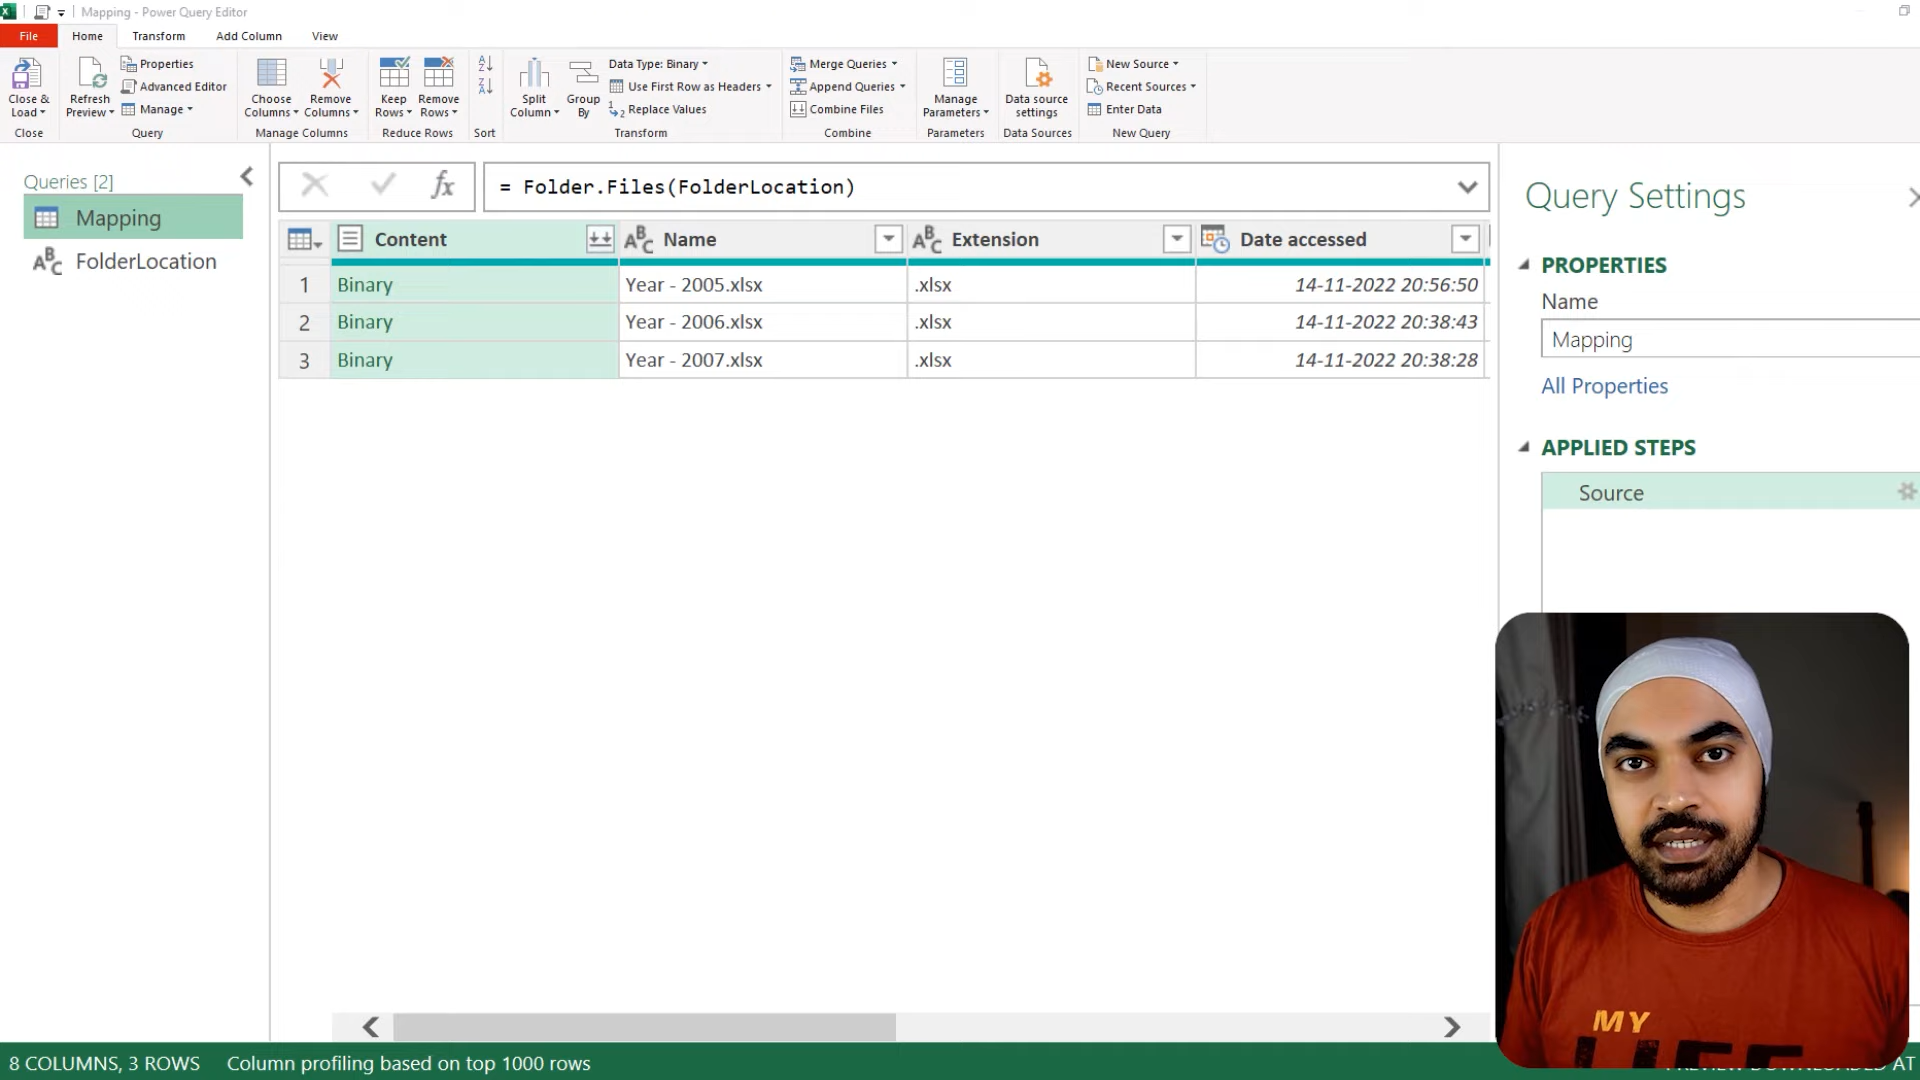 Mapping - Power Query Editor
File Home Transform Add Column View
Close & Load
Close
Refresh Preview
Properties
Advanced Editor
Manage
Query
Choose Columns
Remove Columns
Manage Columns
Keep Rows
Remove Rows
Reduce Rows
Sort
Split Column
Group By
Data Type: Binary
Use First Row as Headers
Replace Values
Transform
Merge Queries
Append Queries
Combine Files
Combine
Manage Parameters
Parameters
Data source settings
Data Sources
New Source
Recent Sources
Enter Data
New Query
Queries [2]
Mapping
FolderLocation
fx = Folder.Files(FolderLocation)
Content Name Extension Date accessed
1 Binary Year - 2005.xlsx .xlsx 14-11-2022 20:56:50
2 Binary Year - 2006.xlsx .xlsx 14-11-2022 20:38:43
3 Binary Year - 2007.xlsx .xlsx 14-11-2022 20:38:28
Query Settings
PROPERTIES
Name
Mapping
All Properties
APPLIED STEPS
Source
MY
LIFE
8 COLUMNS, 3 ROWS Column profiling based on top 1000 rows
PREVIEW DOWNLOADED AT